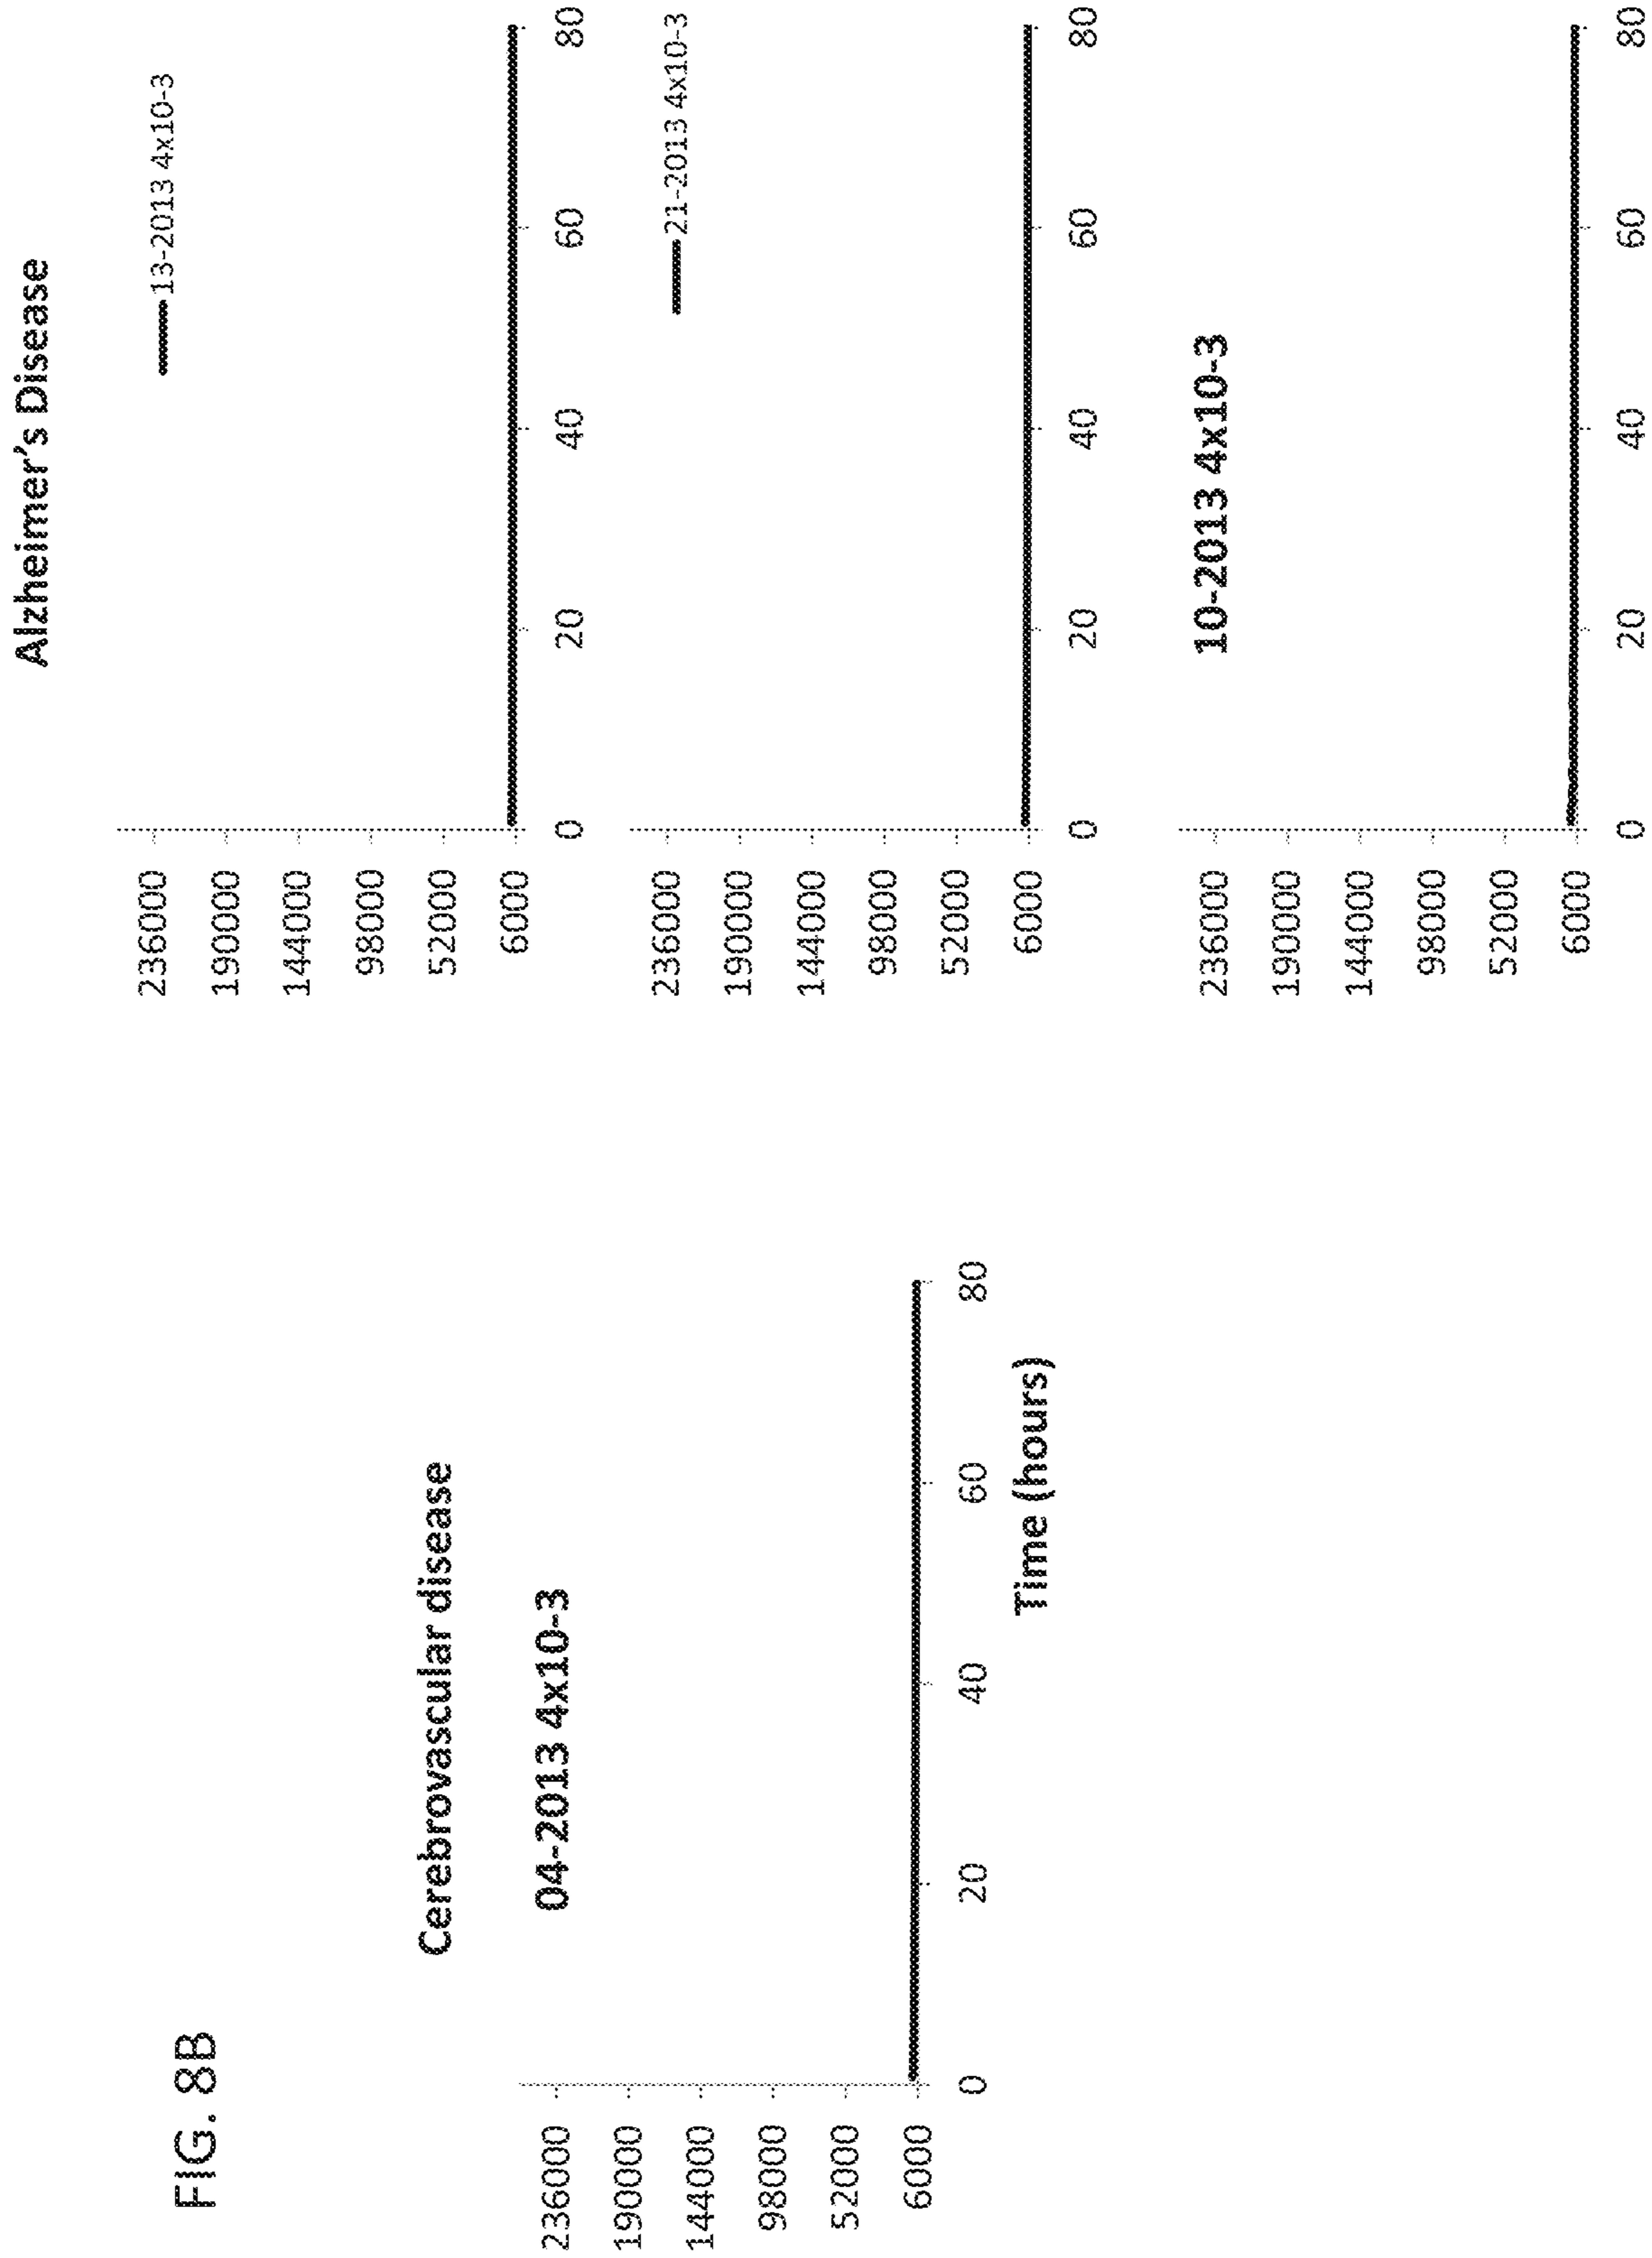 FIG. 8B
Cerebrovascular disease
04-2013 4x10-3
236000
190000
144000
98000
52000
6000
0 20 40 60 80
Time (hours)
Alzheimer's Disease
13-2013 4x10-3
236000
190000
144000
98000
52000
6000
0 20 40 60 80
21-2013 4x10-3
236000
190000
144000
98000
52000
6000
0 20 40 60 80
10-2013 4x10-3
236000
190000
144000
98000
52000
6000
0 20 40 60 80